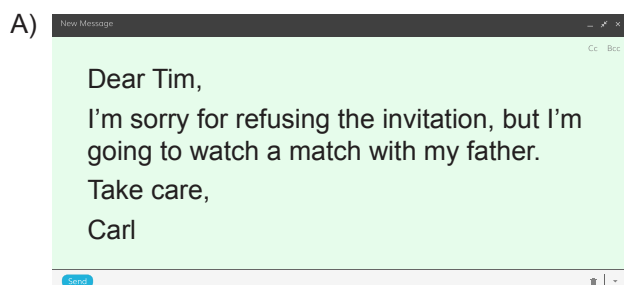 A)
New Message
Cc Bcc
Dear Tim,
I'm sorry for refusing the invitation, but I'm
going to watch a match with my father.
Take care,
Carl
Send